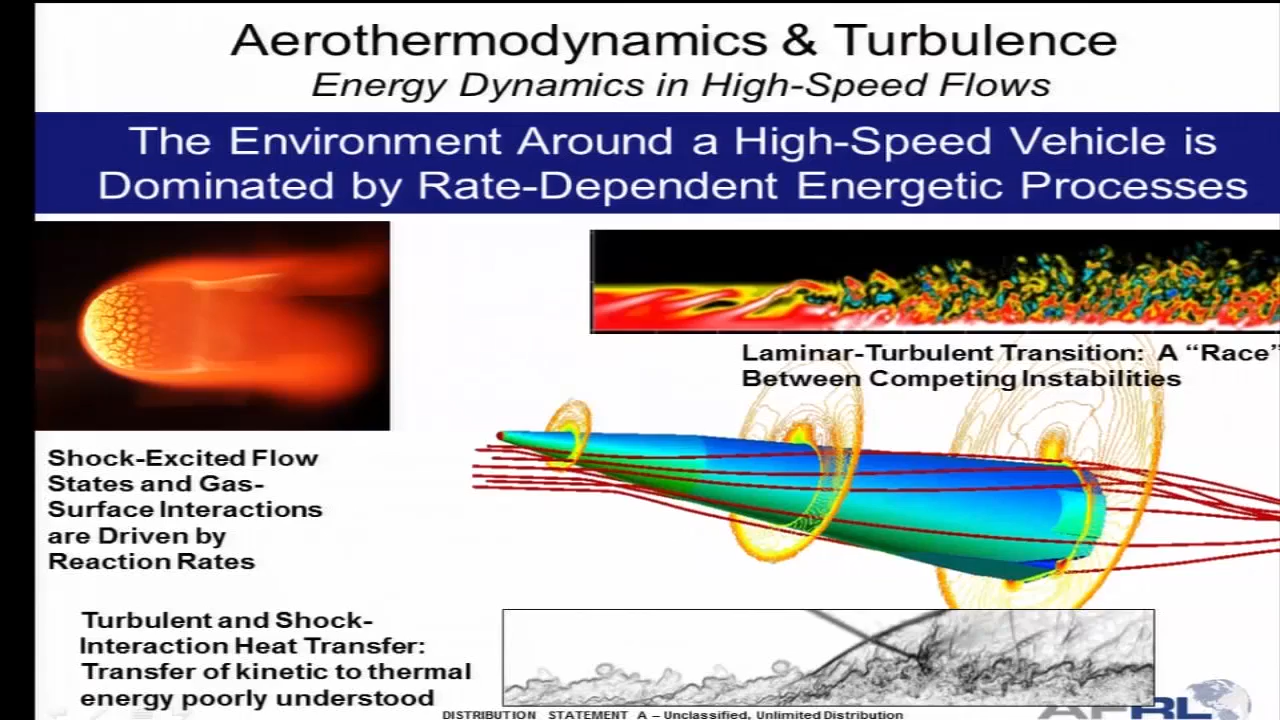 Aerothermodynamics & Turbulence
Energy Dynamics in High-Speed Flows
The Environment Around a High-Speed Vehicle is
Dominated by Rate-Dependent Energetic Processes
Laminar-Turbulent Transition: A “Race”
Between Competing Instabilities
Shock-Excited Flow
States and Gas-
Surface Interactions
are Driven by
Reaction Rates
Turbulent and Shock-
Interaction Heat Transfer:
Transfer of kinetic to thermal
energy poorly understood
DISTRIBUTION STATEMENT A – Unclassified, Unlimited Distribution
AFRL